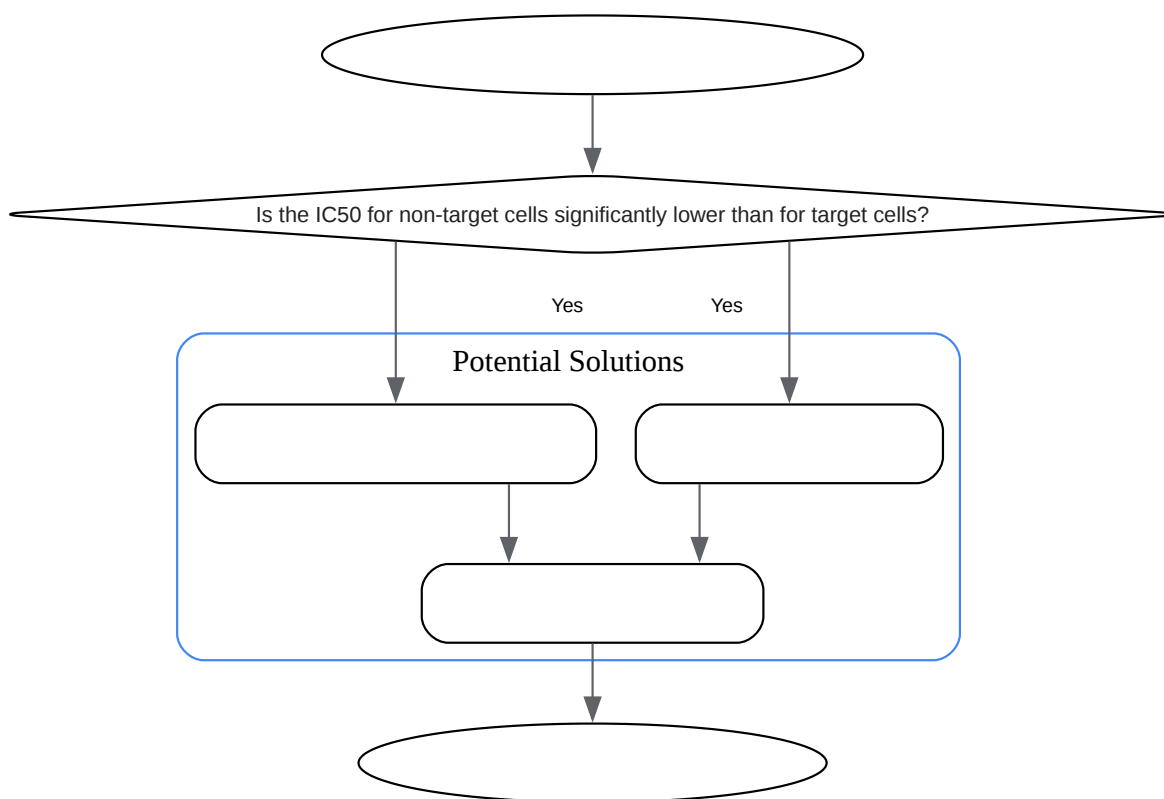 Is the IC50 for non-target cells significantly lower than for target cells?
Yes
Yes
Potential Solutions